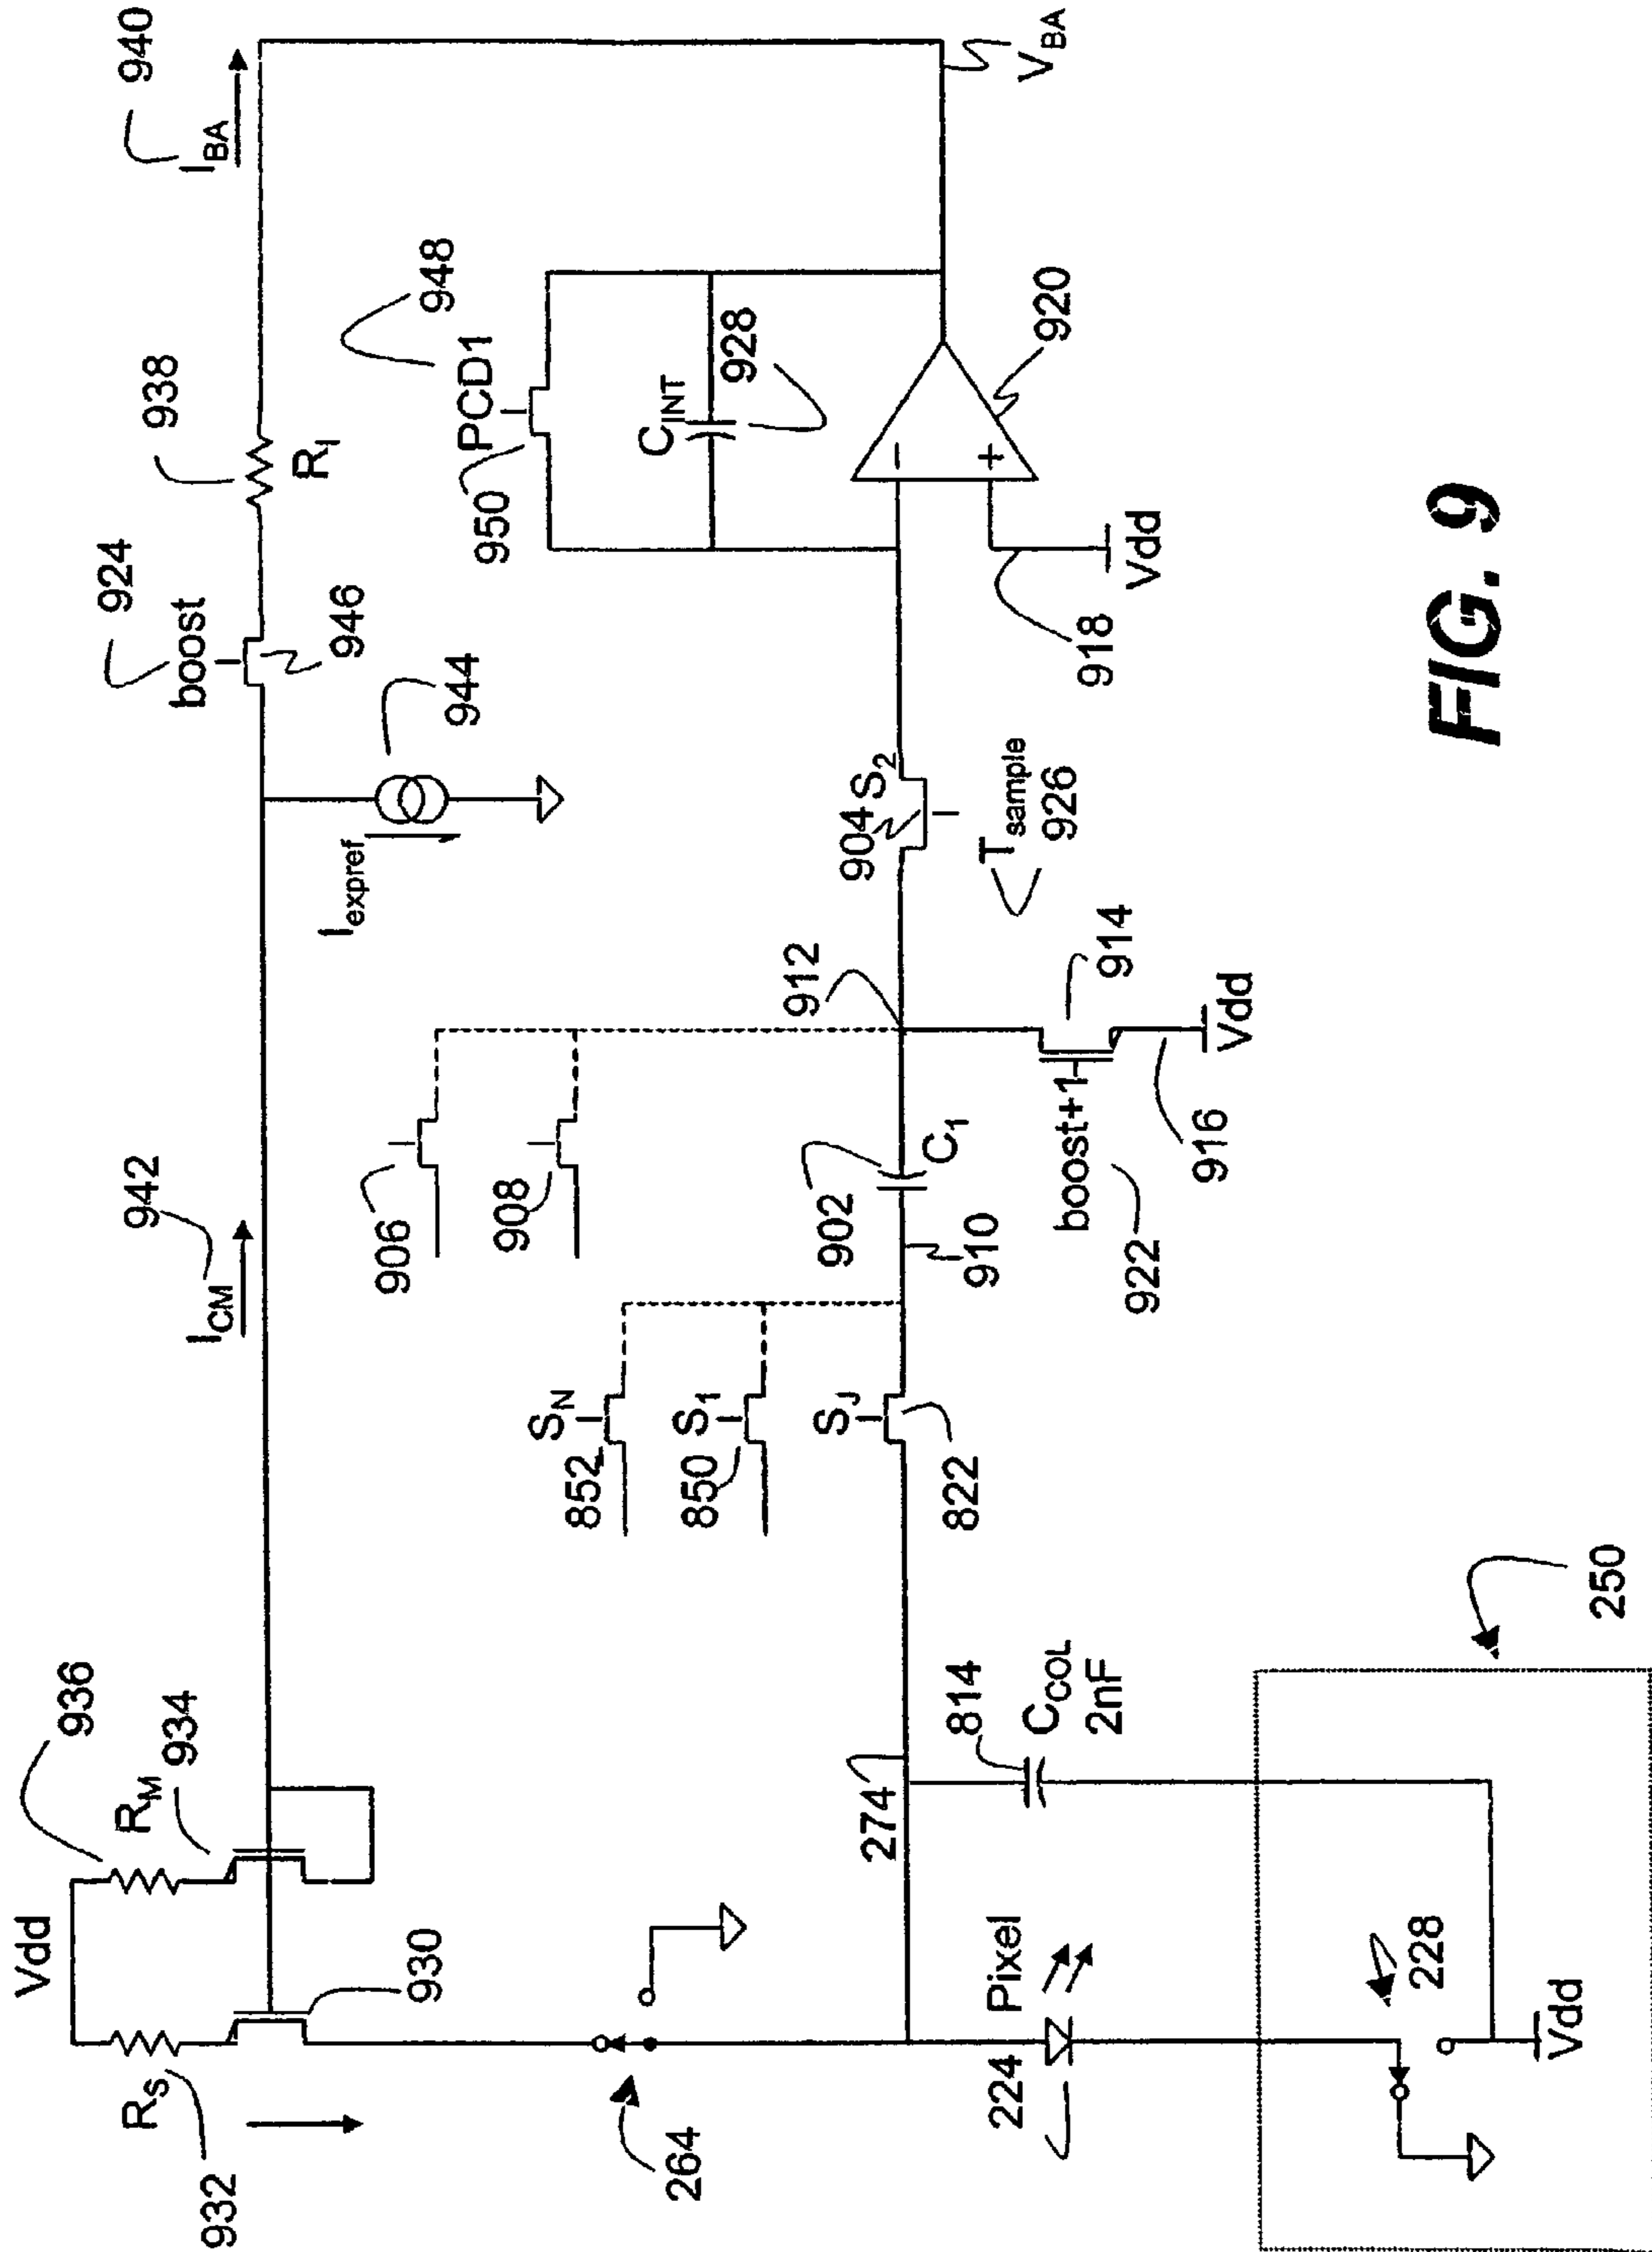 Vdd
R_S
932
936
R_M
934
930
I_CM
942
924
boost
946
938
R_I
I_BA
940
I_expref
944
948
PCD1
950
C_INT
928
920
V_BA
−
+
918
Vdd
904
S_2
T_sample
926
906
908
912
902
C_1
910
914
boost+1
922
916
Vdd
S_N
852
S_1
850
S_J
822
264
274
814
C_COL
2nF
Pixel
224
228
250
Vdd
FIG. 9